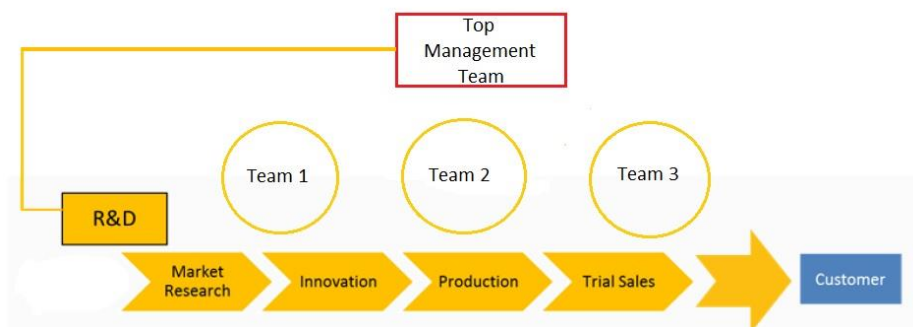 Top
Management
Team
Team 1
Team 2
Team 3
R&D
Market
Research
Innovation
Production
Trial Sales
Customer